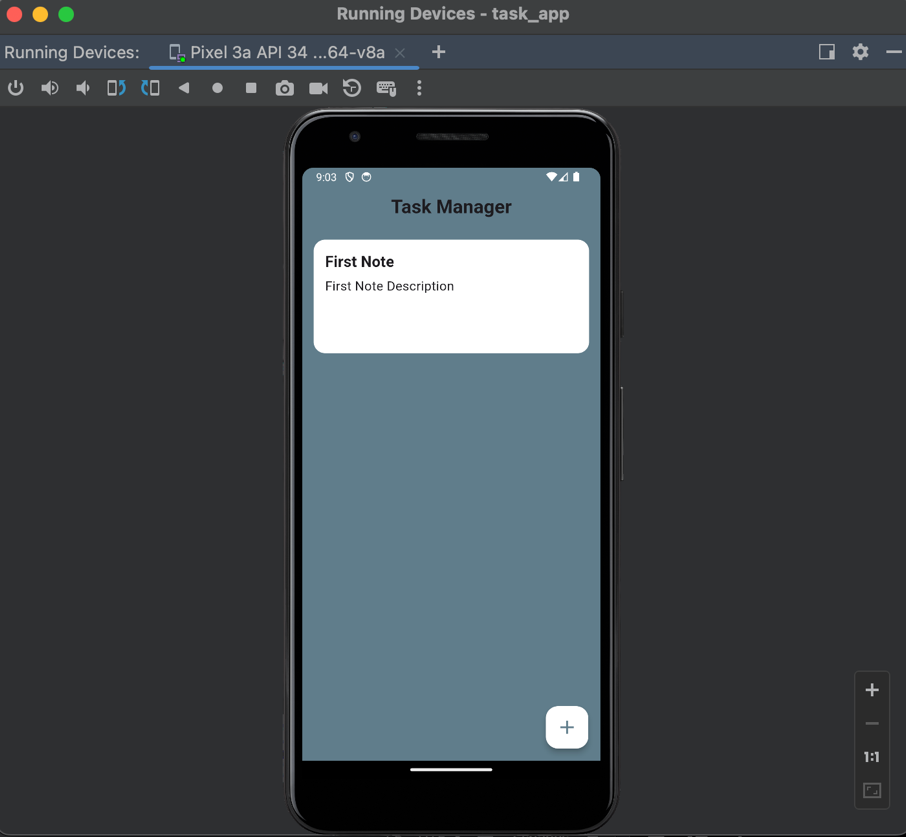 Running Devices - task_app
Running Devices: Pixel 3a API 34 ...64-v8a
9:03
Task Manager
First Note
First Note Description
1:1